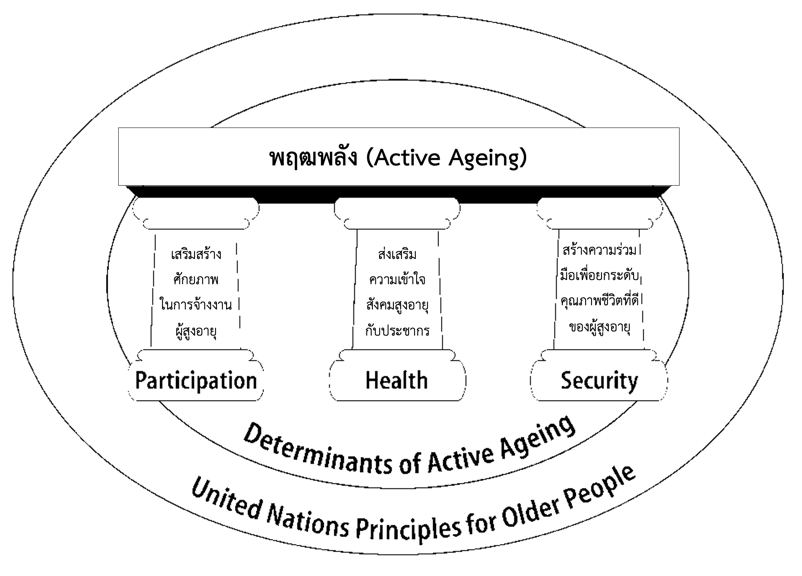 พฤฒพลัง (Active Ageing)
เสริมสร้าง
ศักยภาพ
ในการจ้างงาน
ผู้สูงอายุ
Participation
ส่งเสริม
ความเข้าใจ
สังคมสูงอายุ
กับประชากร
Health
สร้างความร่วม
มือเพื่อยกระดับ
คุณภาพชีวิตที่ดี
ของผู้สูงอายุ
Security
Determinants of Active Ageing
United Nations Principles for Older People